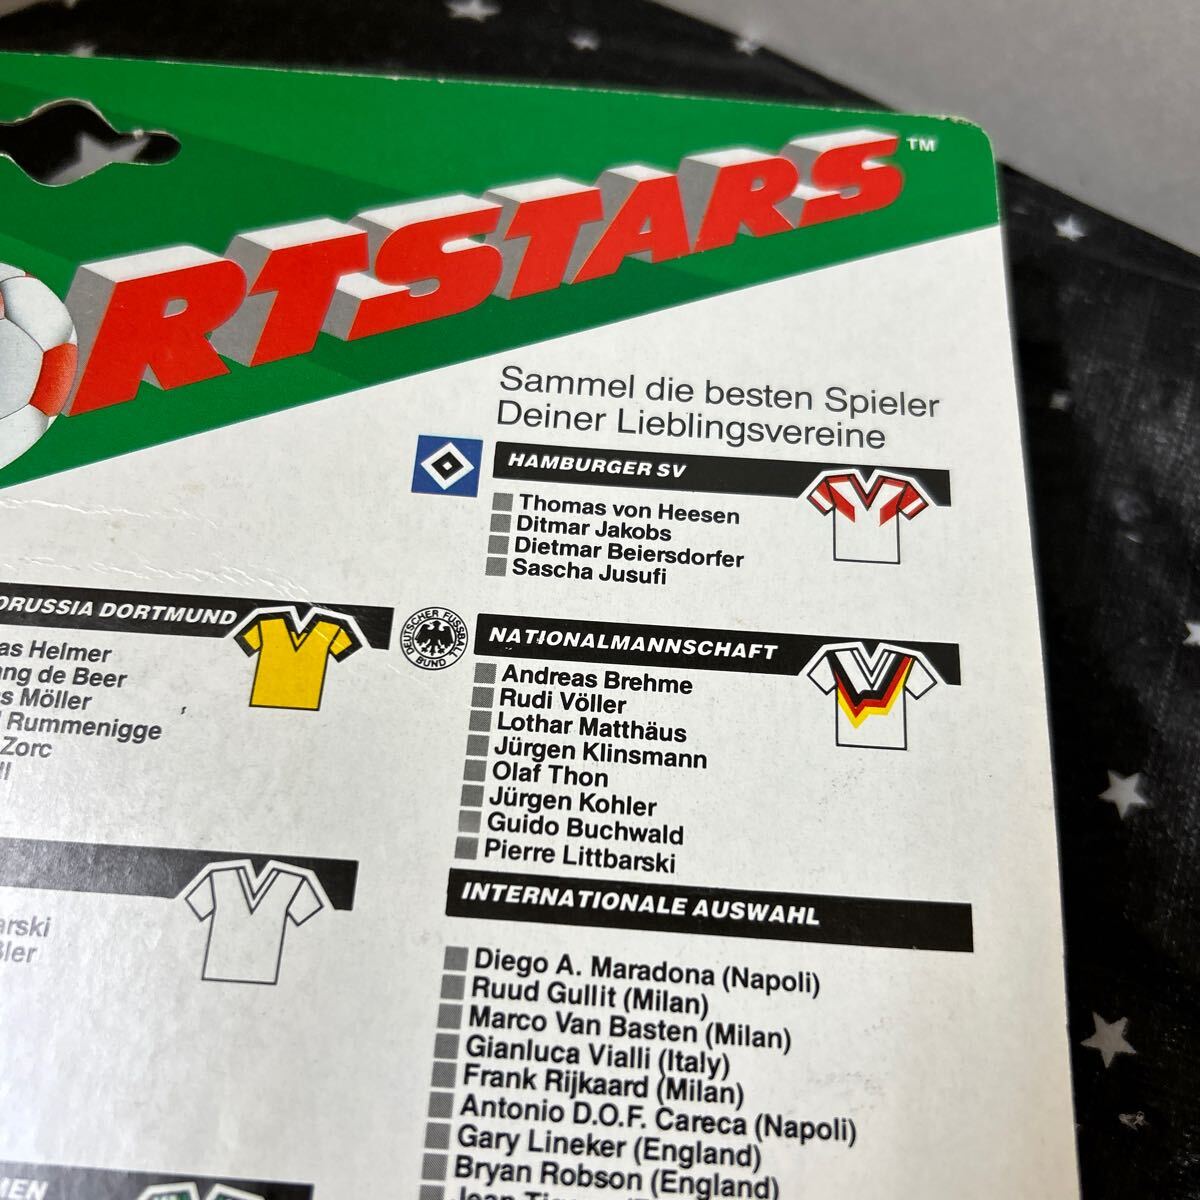 RTSTARS™
Sammel die besten Spieler
Deiner Lieblingsvereine
HAMBURGER SV
Thomas von Heesen
Ditmar Jakobs
Dietmar Beiersdorfer
Sascha Jusufi
DEUTSCHER FUSSBALL BUND
NATIONALMANNSCHAFT
Andreas Brehme
Rudi Völler
Lothar Matthäus
Jürgen Klinsmann
Olaf Thon
Jürgen Kohler
Guido Buchwald
Pierre Littbarski
INTERNATIONALE AUSWAHL
Diego A. Maradona (Napoli)
Ruud Gullit (Milan)
Marco Van Basten (Milan)
Gianluca Vialli (Italy)
Frank Rijkaard (Milan)
Antonio D.O.F. Careca (Napoli)
Gary Lineker (England)
Bryan Robson (England)
ORUSSIA DORTMUND
as Helmer
ang de Beer
s Möller
Rummenigge
Zorc
arski
ßler
MEN